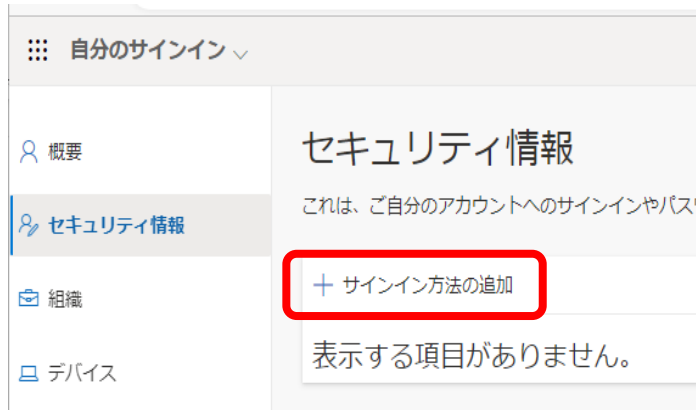 自分のサインイン
概要
セキュリティ情報
組織
デバイス
セキュリティ情報
これは、ご自分のアカウントへのサインインやパス
サインイン方法の追加
表示する項目がありません。